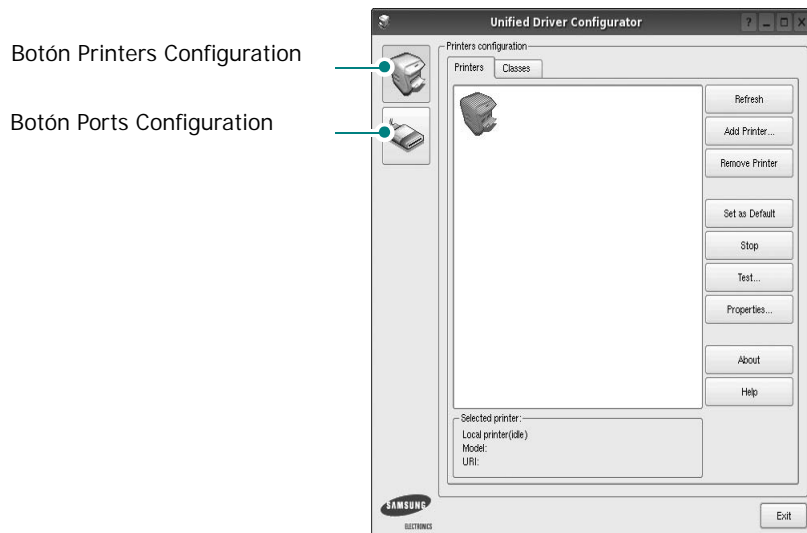 Unified Driver Configurator
Botón Printers Configuration
Botón Ports Configuration
Printers configuration
Printers
Classes
Refresh
Add Printer...
Remove Printer
Set as Default
Stop
Test...
Properties...
About
Help
Selected printer:
Local printer(idle)
Model:
URI:
SAMSUNG
ELECTRONICS
Exit